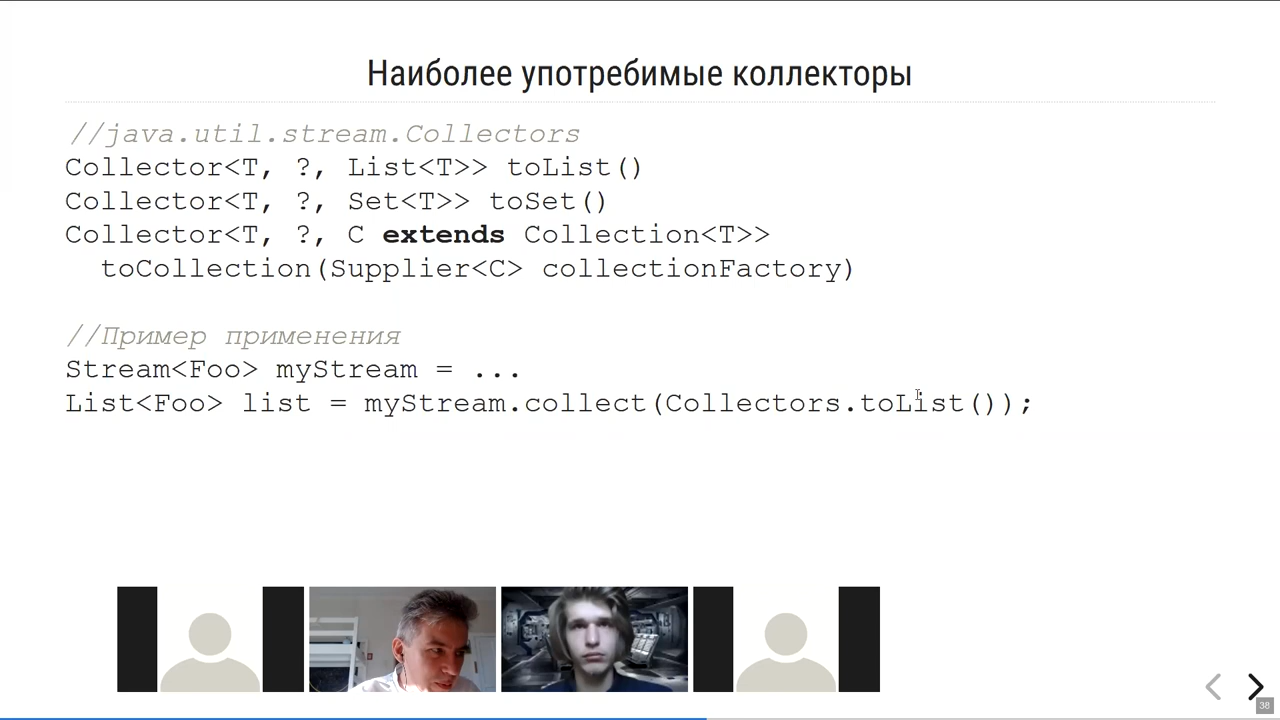 Наиболее употребимые коллекторы
//java.util.stream.Collectors
Collector<T, ?, List<T>> toList()
Collector<T, ?, Set<T>> toSet()
Collector<T, ?, C extends Collection<T>>
toCollection(Supplier<C> collectionFactory)
//Пример применения
Stream<Foo> myStream = ...
List<Foo> list = myStream.collect(Collectors.toList());
38